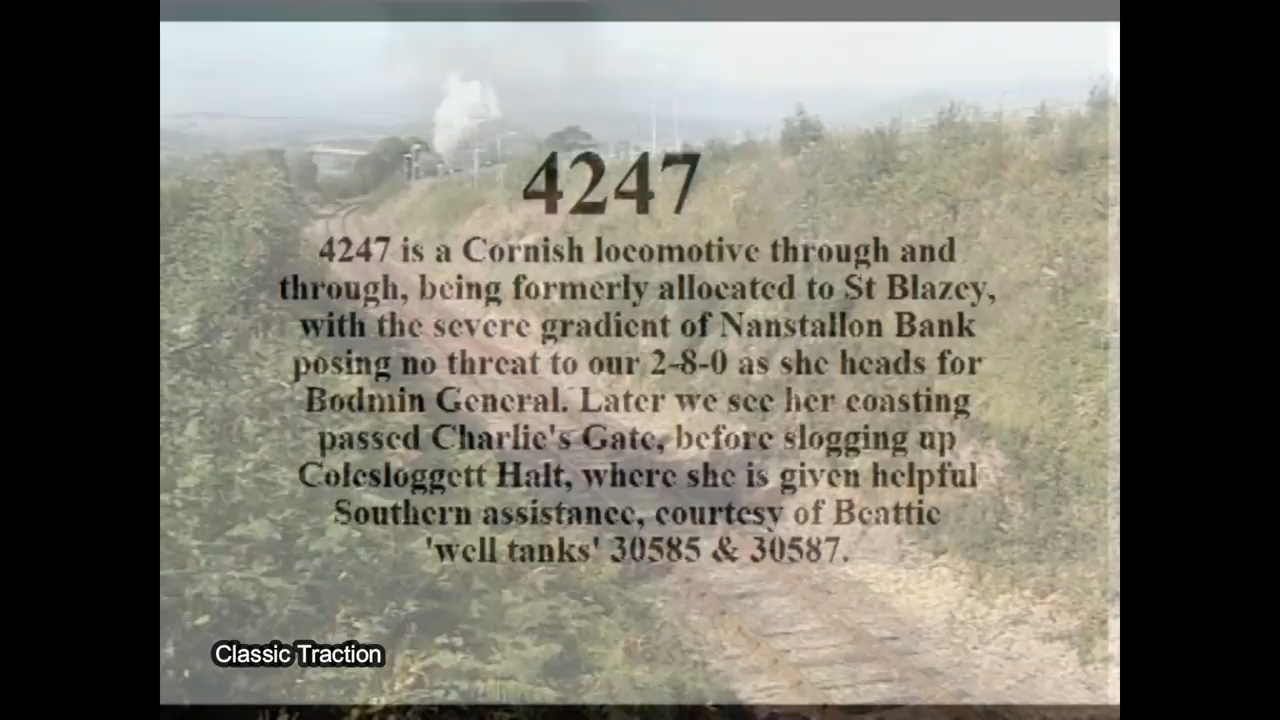 4247
4247 is a Cornish locomotive through and
through, being formerly allocated to St Blazey,
with the severe gradient of Nanstallon Bank
posing no threat to our 2-8-0 as she heads for
Bodmin General. Later we see her coasting
passed Charlie's Gate, before slogging up
Colesloggett Halt, where she is given helpful
Southern assistance, courtesy of Beattie
'well tanks' 30585 & 30587.
Classic Traction